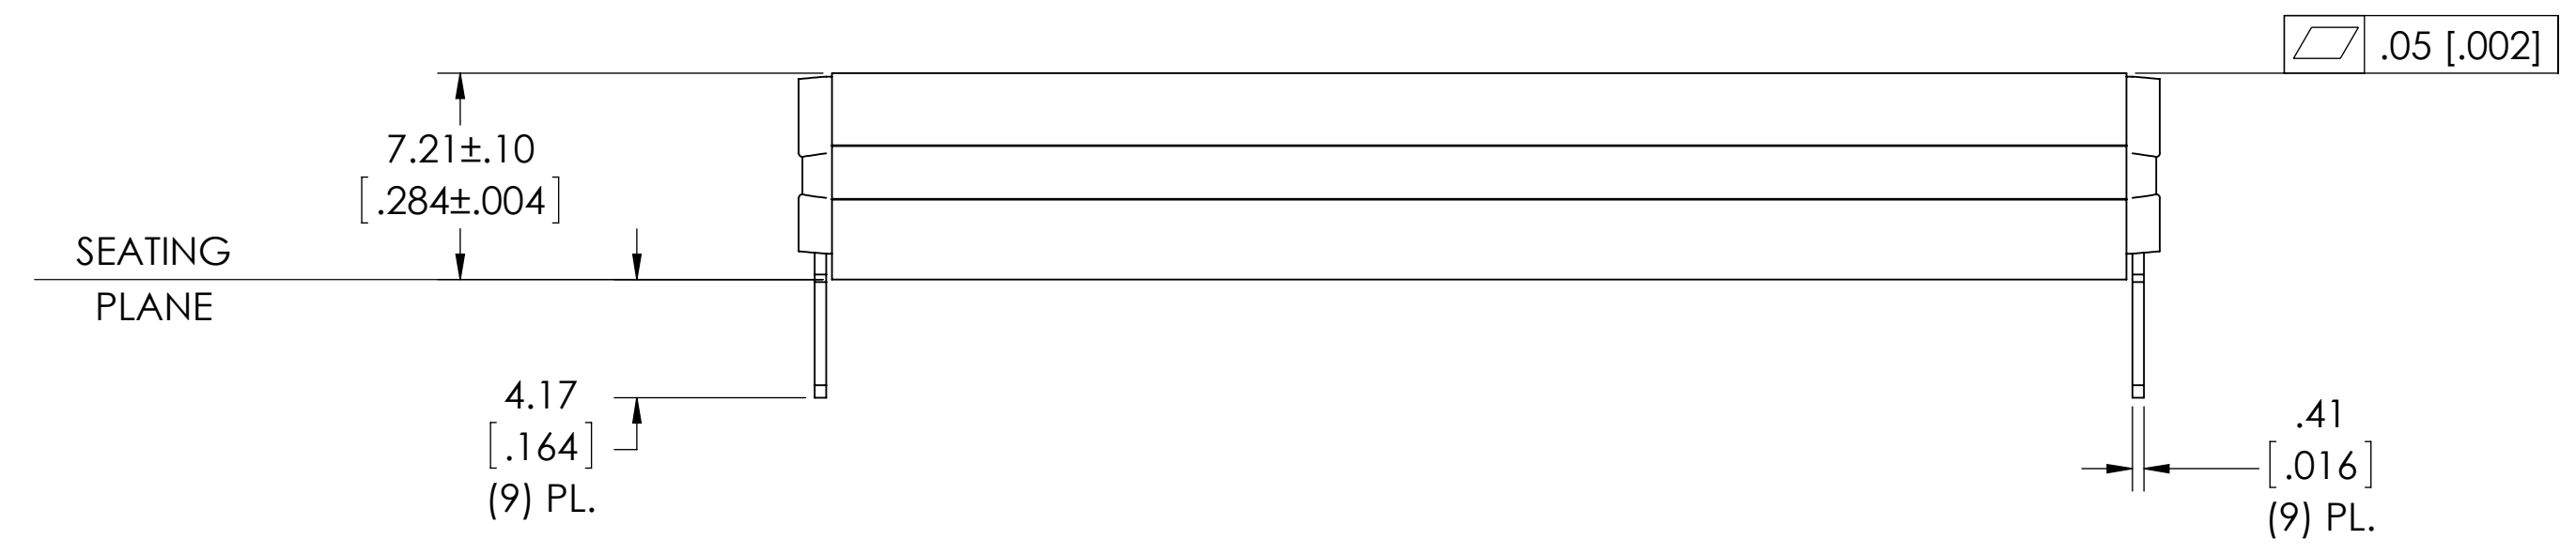 .05 [.002]
7.21±.10
[.284±.004]
SEATING
PLANE
4.17
[.164]
(9) PL.
.41
[.016]
(9) PL.